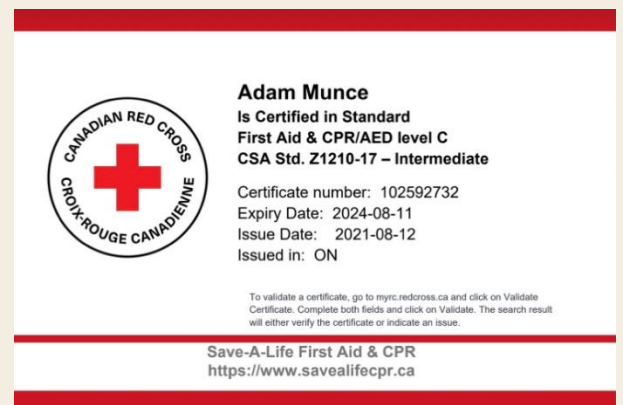 CANADIAN RED CROSS
CROIX-ROUGE CANADIENNE
Adam Munce
Is Certified in Standard
First Aid & CPR/AED level C
CSA Std. Z1210-17 – Intermediate
Certificate number: 102592732
Expiry Date: 2024-08-11
Issue Date: 2021-08-12
Issued in: ON
To validate a certificate, go to myrc.redcross.ca and click on Validate
Certificate. Complete both fields and click on Validate. The search result
will either verify the certificate or indicate an issue.
Save-A-Life First Aid & CPR
https://www.savealifecpr.ca